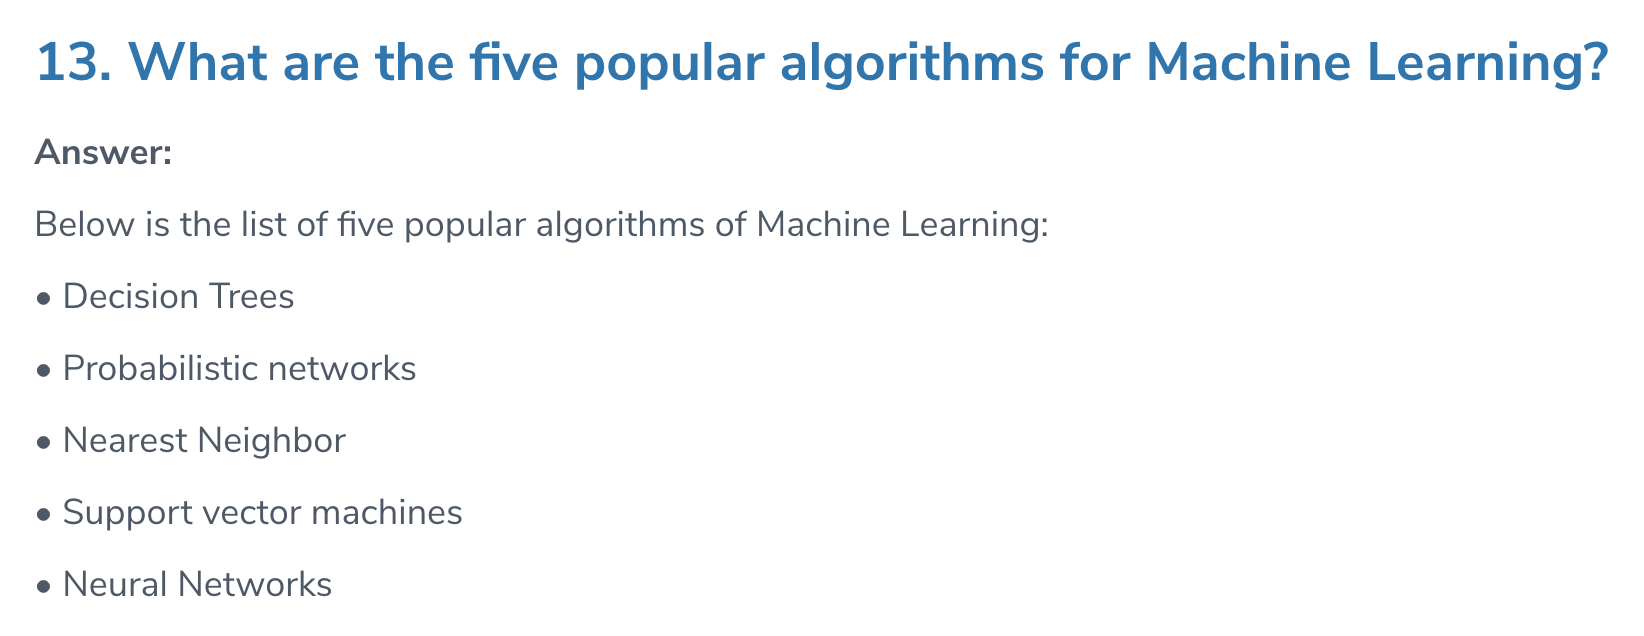 13. What are the five popular algorithms for Machine Learning?
Answer:
Below is the list of five popular algorithms of Machine Learning:
• Decision Trees
• Probabilistic networks
• Nearest Neighbor
• Support vector machines
• Neural Networks